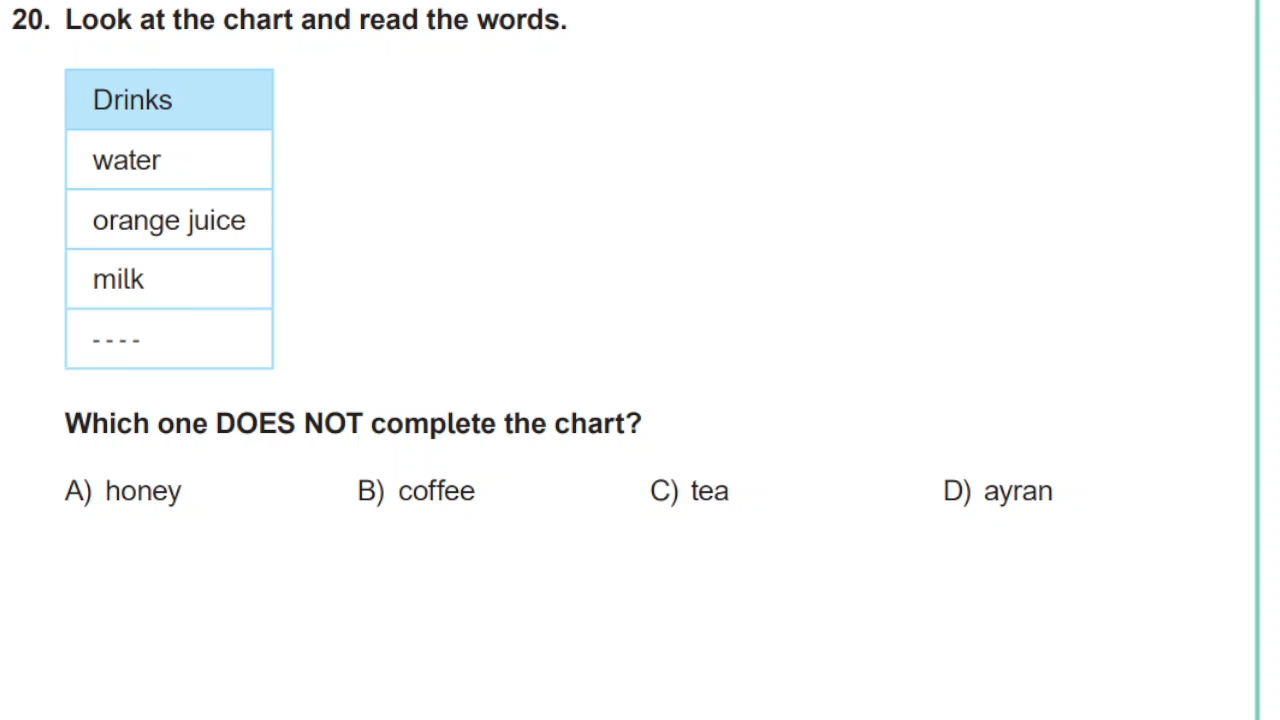 20. Look at the chart and read the words.
Drinks
water
orange juice
milk
----
Which one DOES NOT complete the chart?
A) honey B) coffee C) tea D) ayran